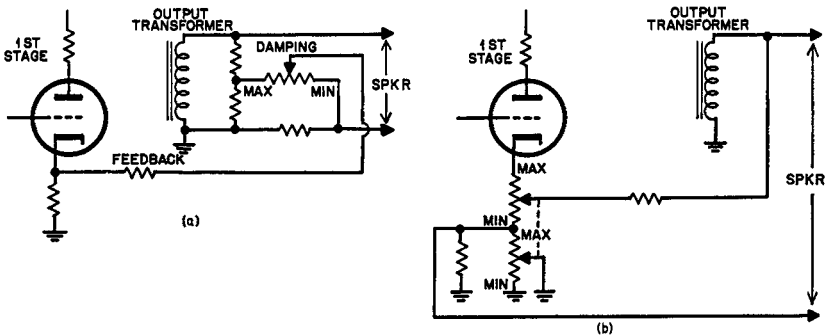 OUTPUT
TRANSFORMER
1ST
STAGE
DAMPING
MAX
MIN
SPKR
FEEDBACK
(a)
OUTPUT
TRANSFORMER
1ST
STAGE
MAX
MIN
MAX
MIN
SPKR
(b)